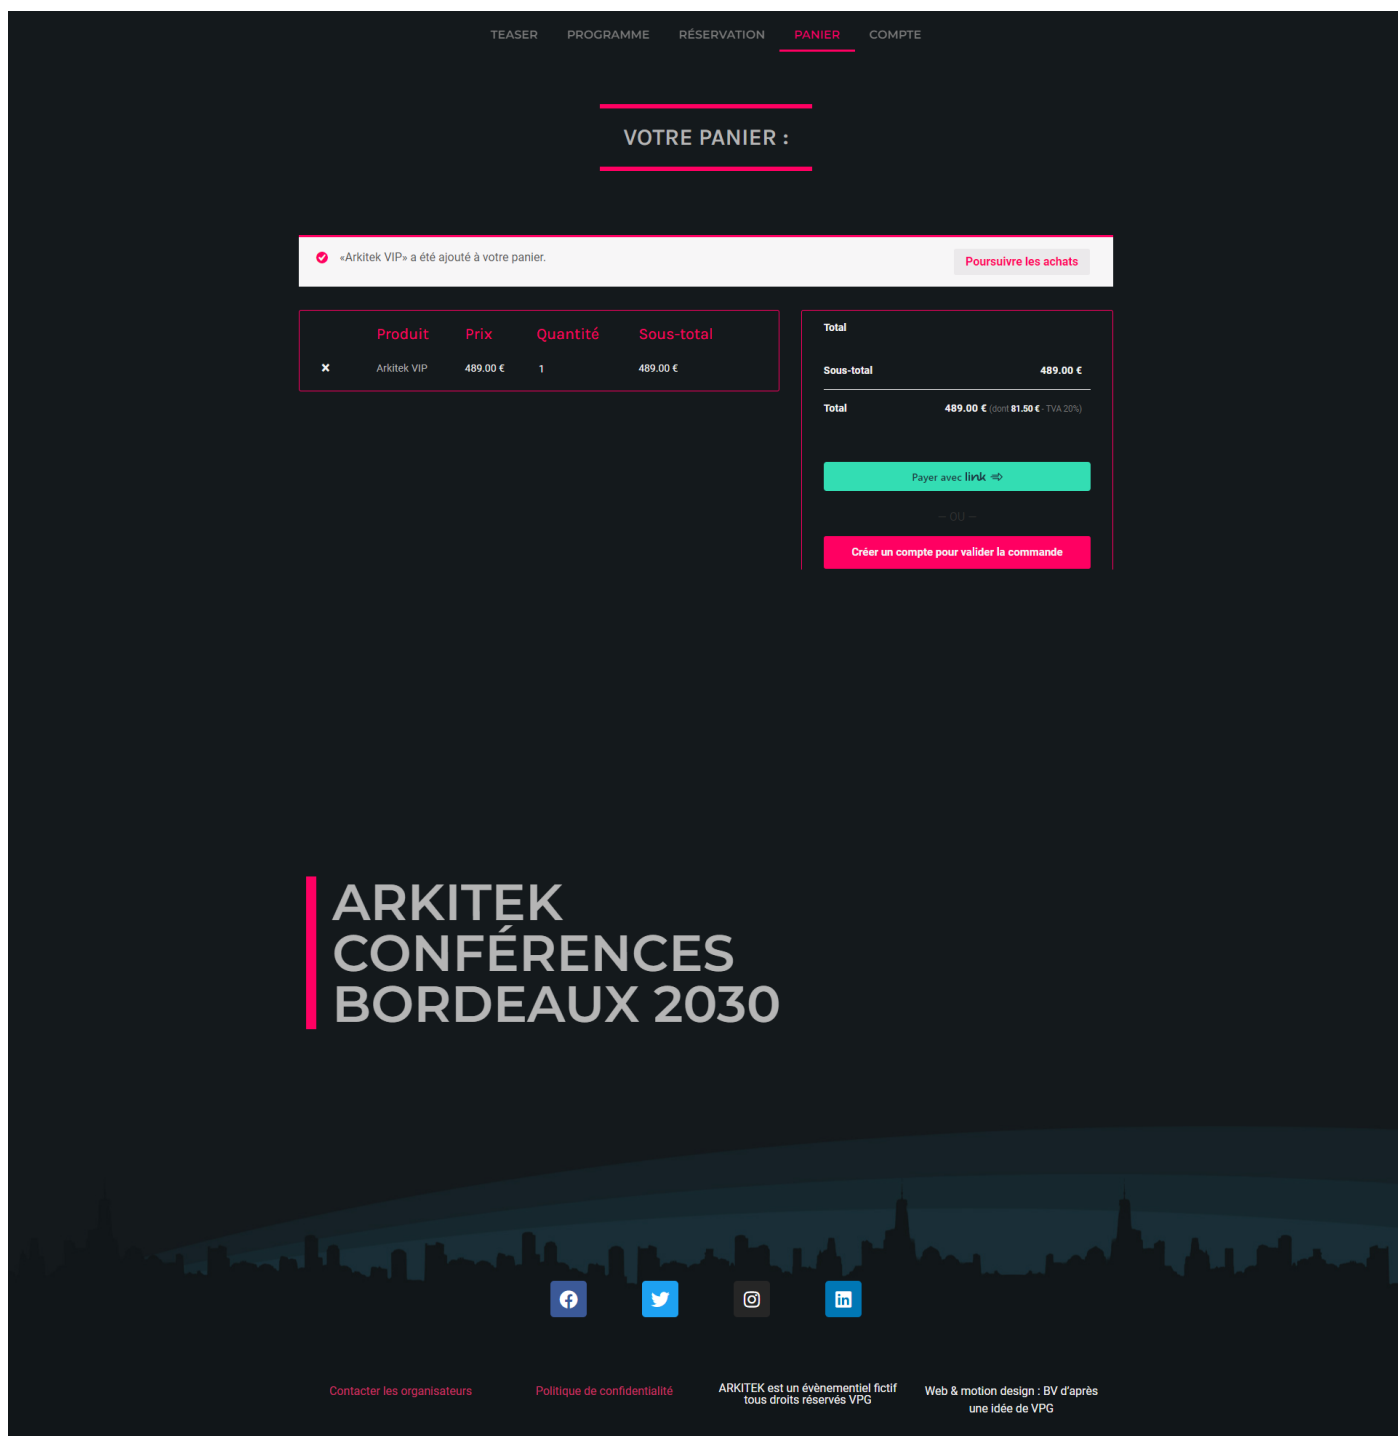 TEASER PROGRAMME RÉSERVATION PANIER COMPTE
VOTRE PANIER :
«Arkitek VIP» a été ajouté à votre panier. Poursuivre les achats
Produit Prix Quantité Sous-total
× Arkitek VIP 489.00 € 1 489.00 €
Total
Sous-total 489.00 €
Total 489.00 € (dont 81.50 € - TVA 20%)
Payer avec link
— OU —
Créer un compte pour valider la commande
ARKITEK
CONFÉRENCES
BORDEAUX 2030
Contacter les organisateurs
Politique de confidentialité
ARKITEK est un évènementiel fictif
tous droits réservés VPG
Web & motion design : BV d'après
une idée de VPG